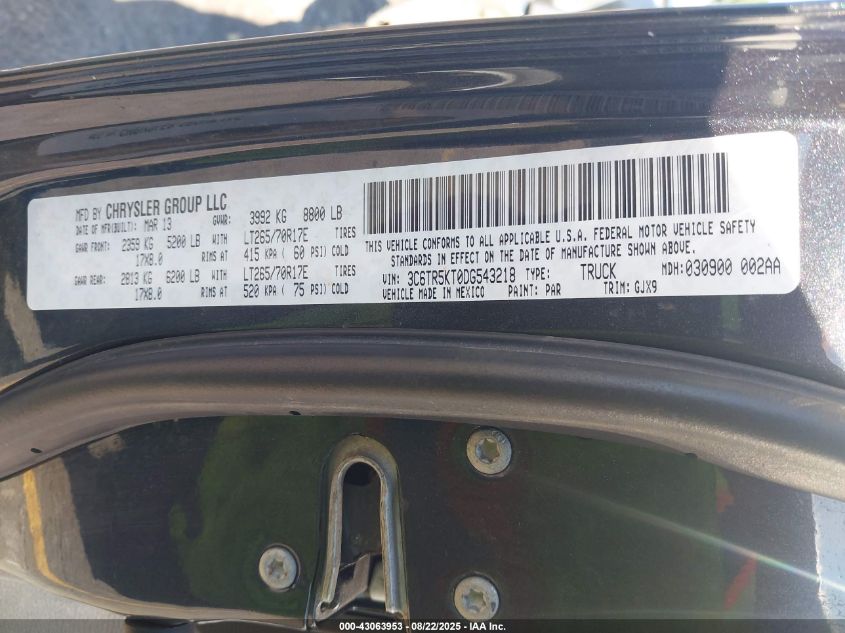 MFD BY CHRYSLER GROUP LLC
DATE OF MFR(BUILT): MAR 13 GVWR: 3992 KG 8800 LB
GAWR FRONT: 2359 KG 5200 LB WITH LT265/70R17E TIRES
17X8.0 RIMS AT 415 KPA ( 60 PSI) COLD
GAWR REAR: 2813 KG 6200 LB WITH LT265/70R17E TIRES
17X8.0 RIMS AT 520 KPA ( 75 PSI) COLD
THIS VEHICLE CONFORMS TO ALL APPLICABLE U.S.A. FEDERAL MOTOR VEHICLE SAFETY
STANDARDS IN EFFECT ON THE DATE OF MANUFACTURE SHOWN ABOVE.
VIN: 3C6TR5KT0DG543218 TYPE: TRUCK MDH: 030900 002AA
VEHICLE MADE IN MEXICO PAINT: PAR TRIM: GJX9
000-43063953 - 08/22/2025 - IAA Inc.